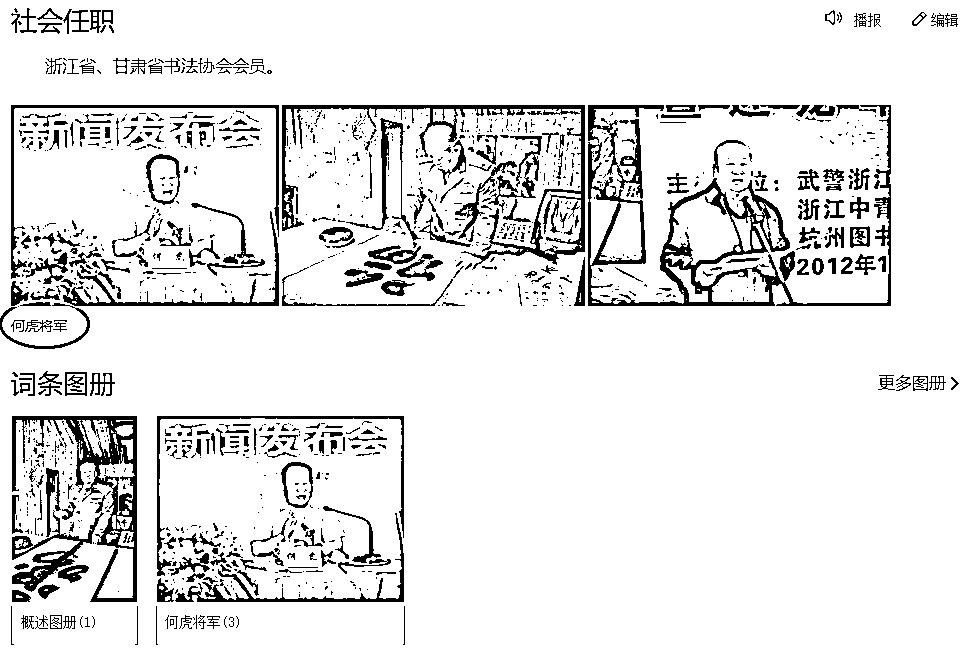 社会任职
播报
编辑
浙江省、甘肃省书法协会会员。
新闻发布会
位：武警浙江
浙江中青
杭州图书
2012年1
何虎将军
词条图册
更多图册
新闻发布会
概述图册(1)
何虎将军(3)